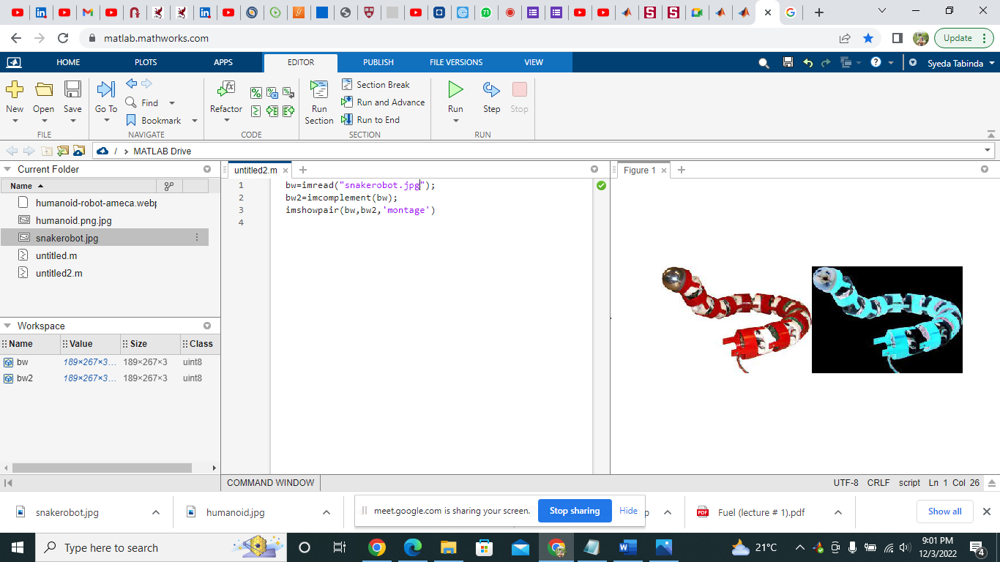 71
matlab.mathworks.com
Update
HOME
PLOTS
APPS
EDITOR
PUBLISH
FILE VERSIONS
VIEW
Syeda Tabinda
New
Open
Save
FILE
Go To
Find
Bookmark
NAVIGATE
Refactor
CODE
Run Section
Section Break
Run and Advance
Run to End
SECTION
Run
Step
Stop
RUN
/ MATLAB Drive
Current Folder
Name
humanoid-robot-ameca.webp
humanoid.png.jpg
snakerobot.jpg
untitled.m
untitled2.m
Workspace
Name Value Size Class
bw 189×267×3... 189×267×3 uint8
bw2 189×267×3... 189×267×3 uint8
untitled2.m
1 bw=imread("snakerobot.jpg");
2 bw2=imcomplement(bw);
3 imshowpair(bw,bw2,'montage')
4
Figure 1
COMMAND WINDOW
UTF-8 CRLF script Ln 1 Col 26
snakerobot.jpg
humanoid.jpg
meet.google.com is sharing your screen.
Stop sharing
Hide
Fuel (lecture # 1).pdf
Show all
Type here to search
21°C
9:01 PM
12/3/2022
4